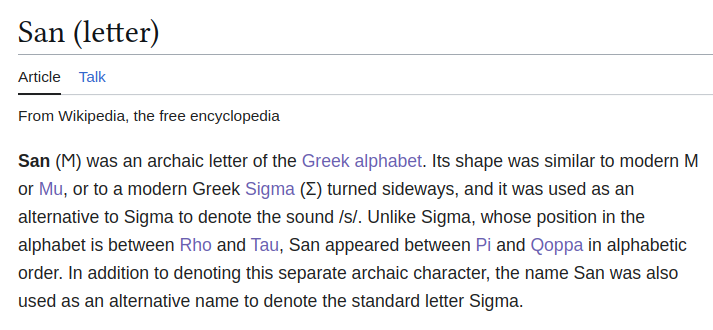 San (letter)
Article Talk
From Wikipedia, the free encyclopedia
San (Ϻ) was an archaic letter of the Greek alphabet. Its shape was similar to modern M
or Mu, or to a modern Greek Sigma (Σ) turned sideways, and it was used as an
alternative to Sigma to denote the sound /s/. Unlike Sigma, whose position in the
alphabet is between Rho and Tau, San appeared between Pi and Qoppa in alphabetic
order. In addition to denoting this separate archaic character, the name San was also
used as an alternative name to denote the standard letter Sigma.